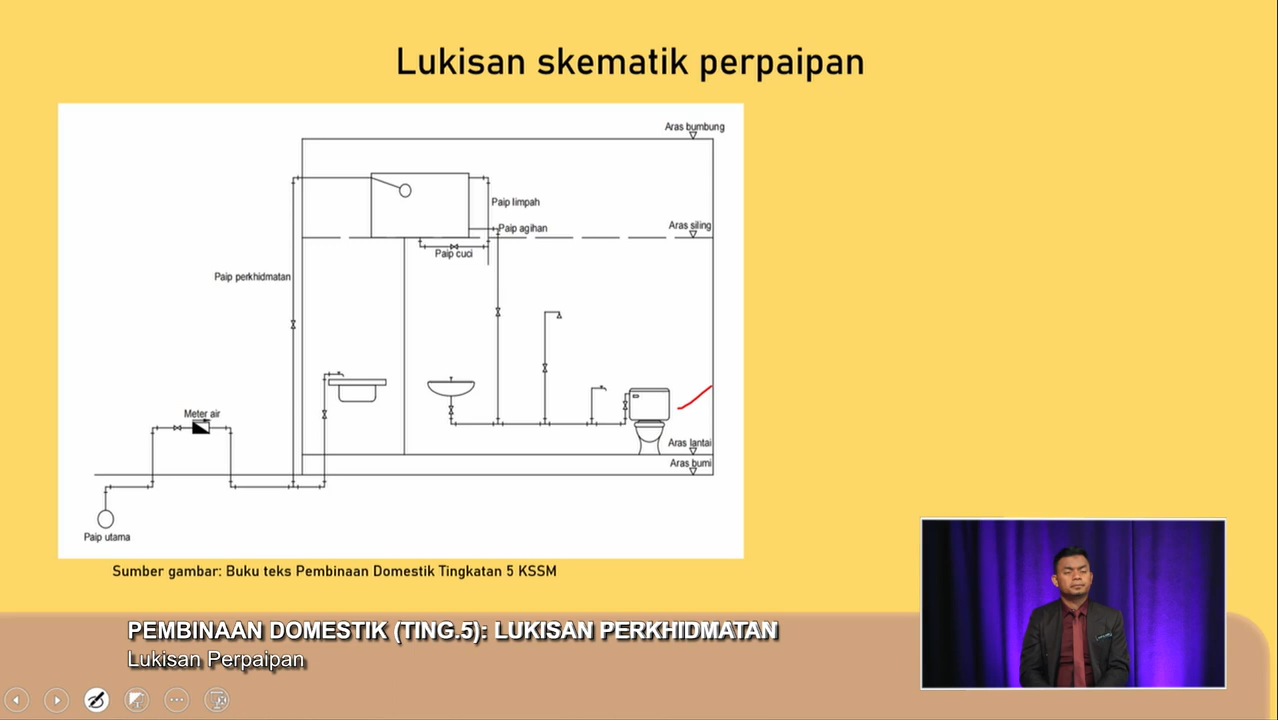 Lukisan skematik perpaipan
Aras bumbung
Paip limpah
Aras siling
Paip agihan
Paip cuci
Paip perkhidmatan
Meter air
Aras lantai
Aras bumi
Paip utama
Sumber gambar: Buku teks Pembinaan Domestik Tingkatan 5 KSSM
PEMBINAAN DOMESTIK (TING.5): LUKISAN PERKHIDMATAN
Lukisan Perpaipan